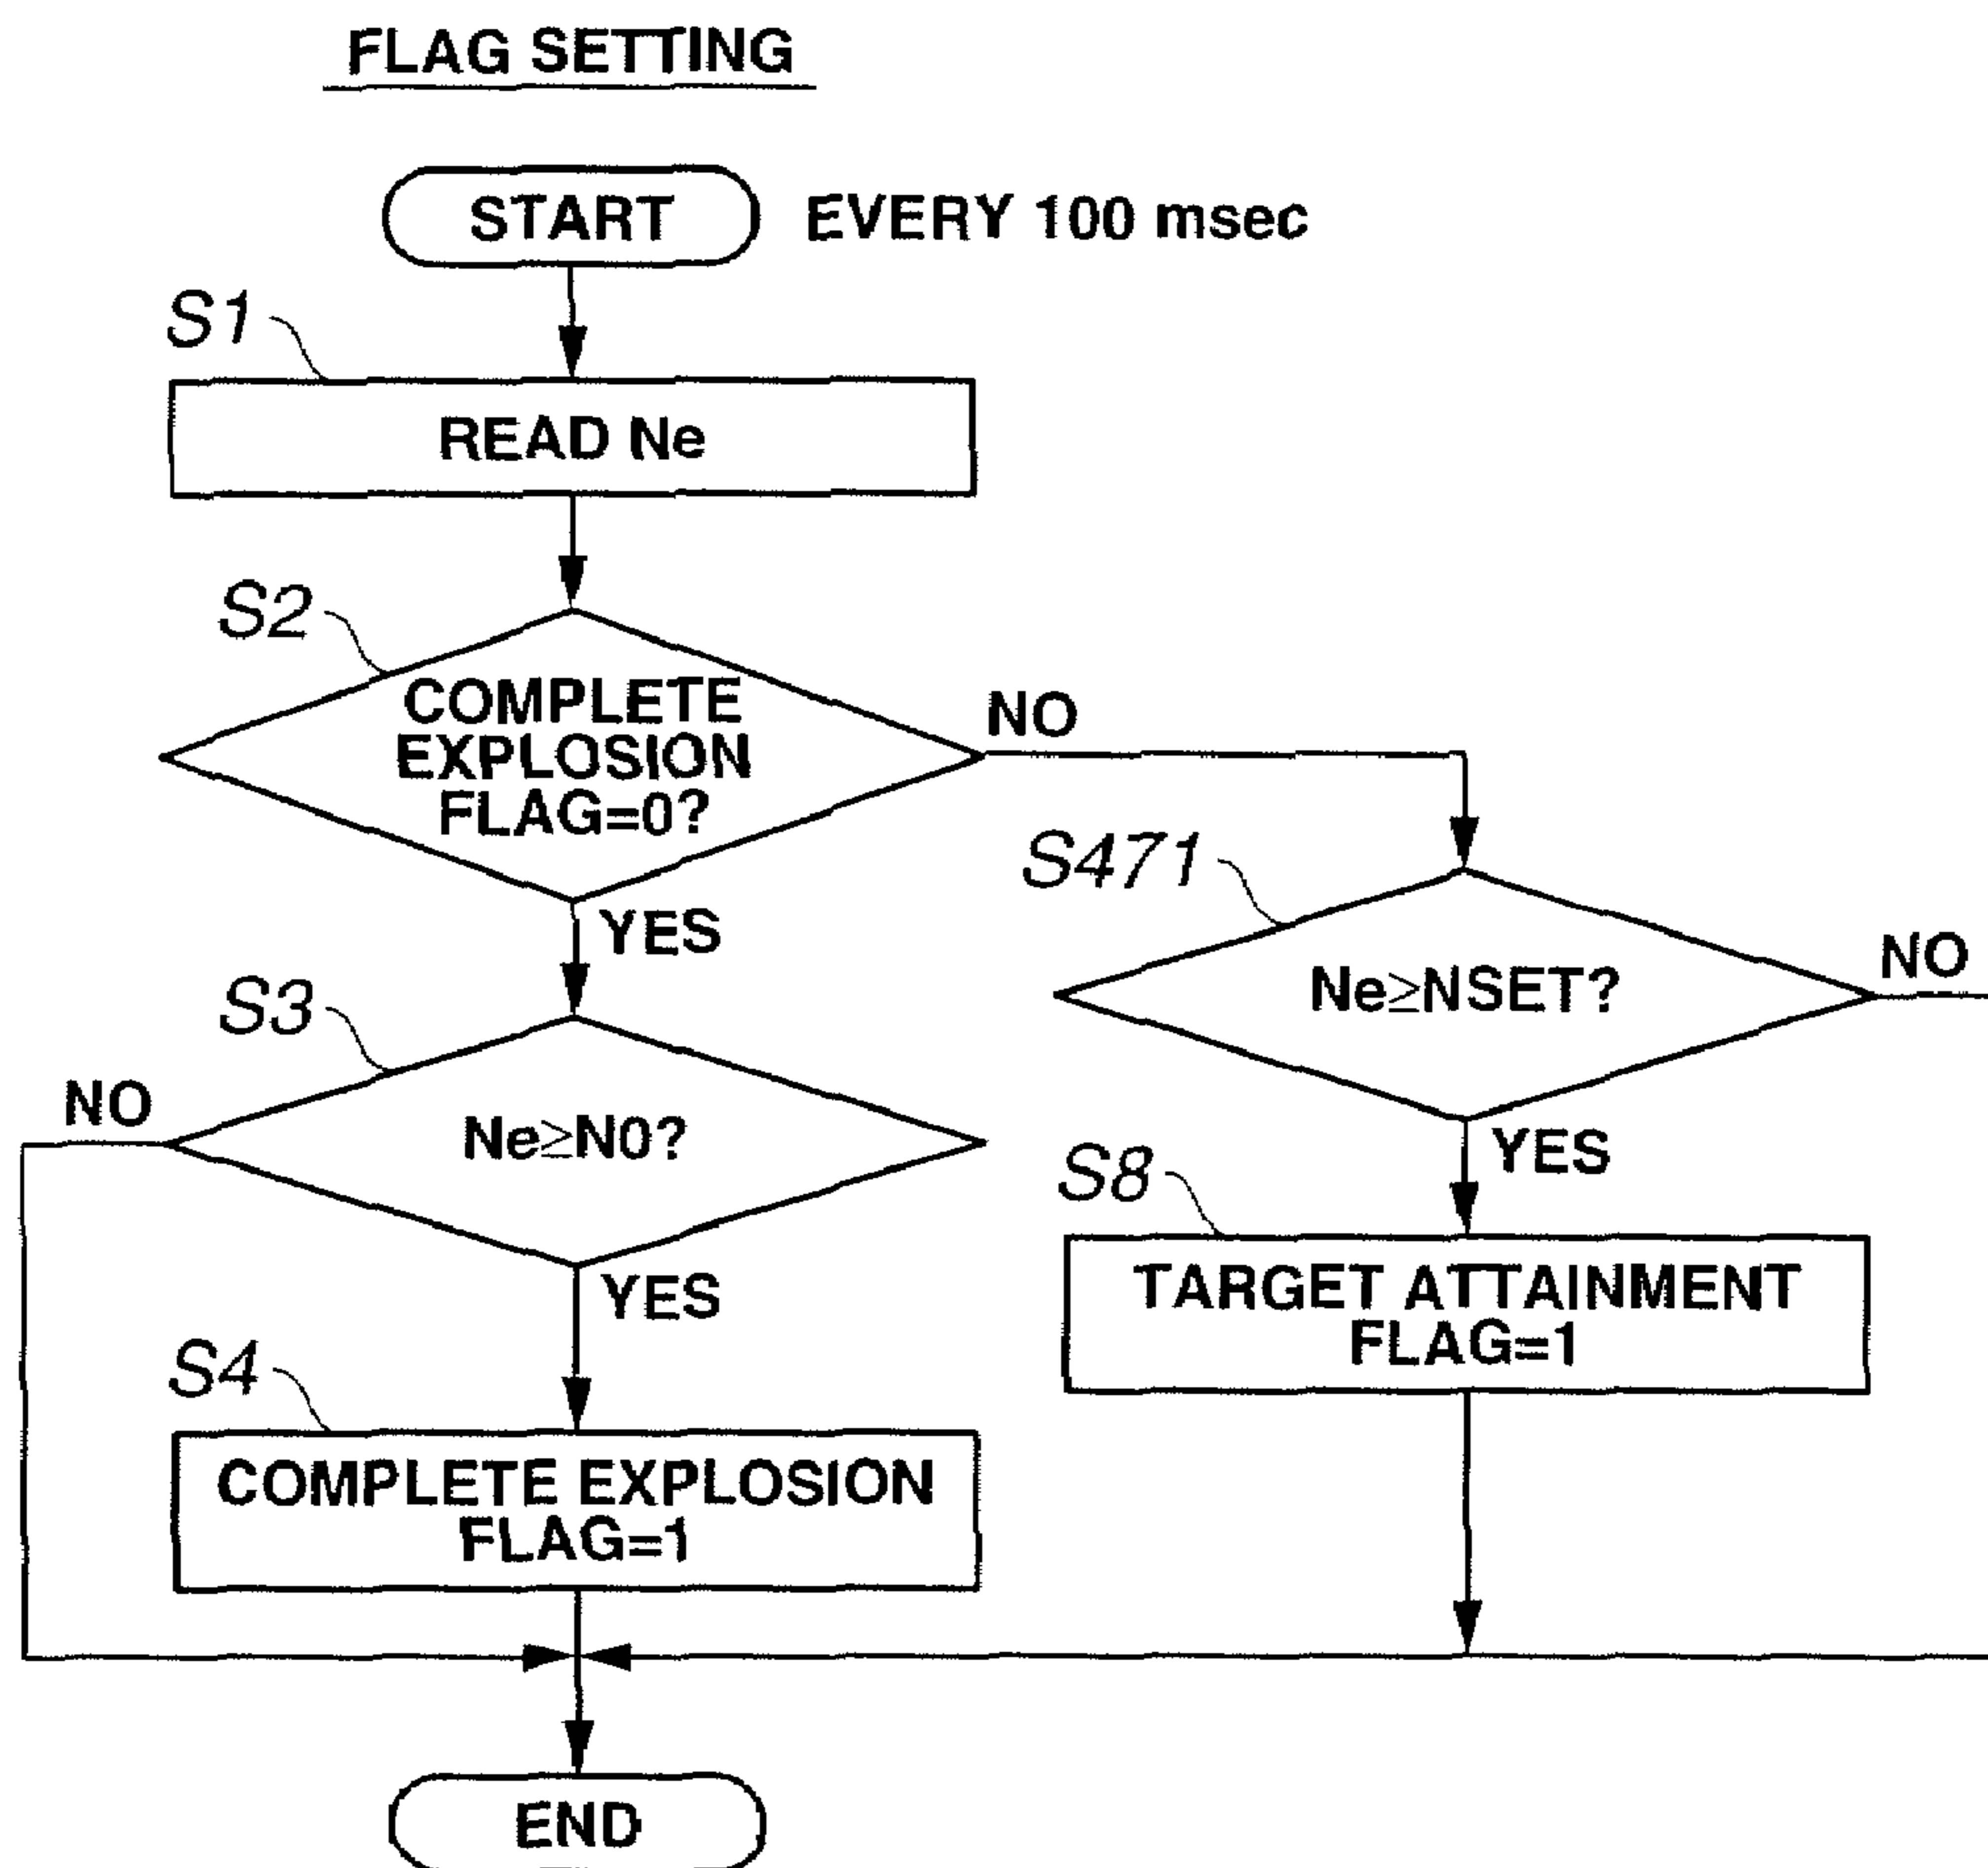 FLAG SETTING
START
EVERY 100 msec
S1
READ Ne
S2
COMPLETE
EXPLOSION
FLAG=0?
NO
YES
S471
Ne≥NSET?
NO
YES
S3
Ne≥N0?
NO
YES
S8
TARGET ATTAINMENT
FLAG=1
S4
COMPLETE EXPLOSION
FLAG=1
END